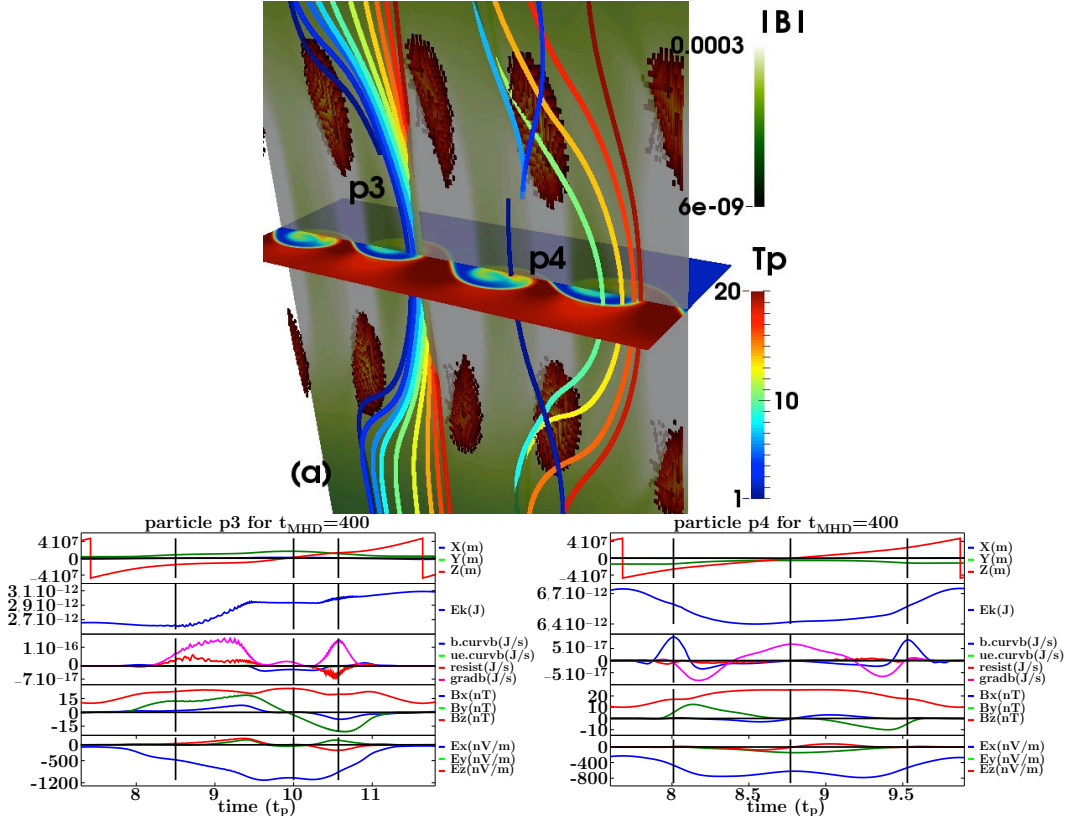 |B|
0.0003
6e-09
p3
p4
Tp
20
10
1
(a)
particle p3 for t_MHD=400
4.10^7
0
-4.10^7
X(m)
Y(m)
Z(m)
3.1 10^-12
2.9 10^-12
2.7 10^-12
Ek(J)
1.10^-16
0
-7.10^-17
b.curvb(J/s)
ue.curvb(J/s)
resist(J/s)
gradb(J/s)
15
0
-15
Bx(nT)
By(nT)
Bz(nT)
0
-500
-1200
Ex(nV/m)
Ey(nV/m)
Ez(nV/m)
8 9 10 11
time (t_p)
particle p4 for t_MHD=400
4.10^7
0
-4.10^7
X(m)
Y(m)
Z(m)
6.7.10^-12
6.4.10^-12
Ek(J)
5.10^-17
0
-5.10^-17
b.curvb(J/s)
ue.curvb(J/s)
resist(J/s)
gradb(J/s)
20
0
-10
Bx(nT)
By(nT)
Bz(nT)
0
-400
-800
Ex(nV/m)
Ey(nV/m)
Ez(nV/m)
8 8.5 9 9.5
time (t_p)